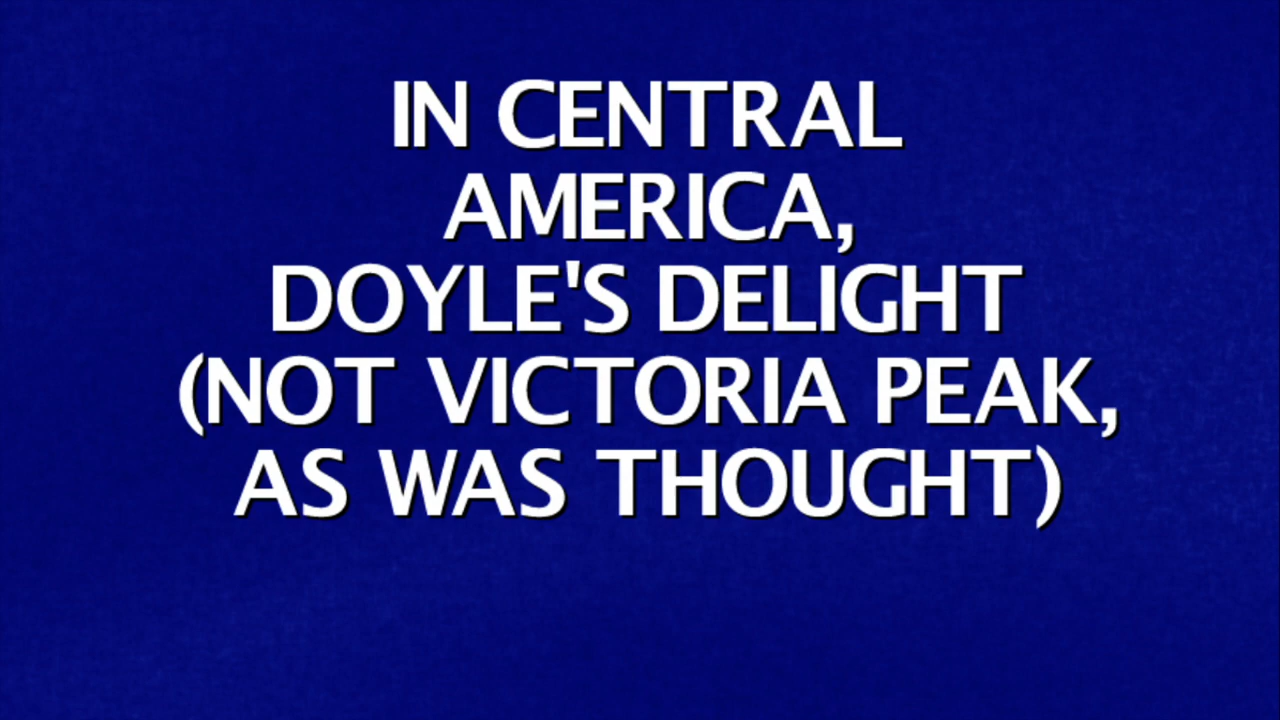 IN CENTRAL
AMERICA,
DOYLE'S DELIGHT
(NOT VICTORIA PEAK,
AS WAS THOUGHT)